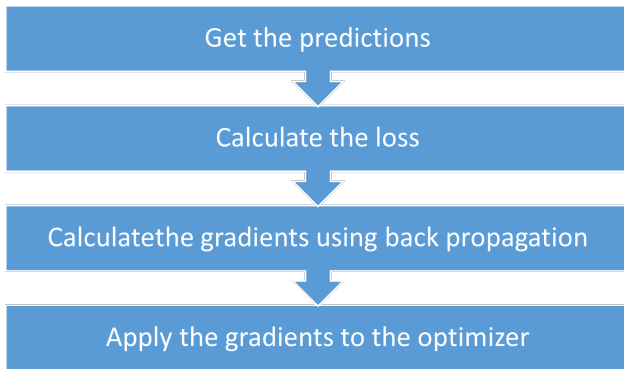 Get the predictions
Calculate the loss
Calculatethe gradients using back propagation
Apply the gradients to the optimizer